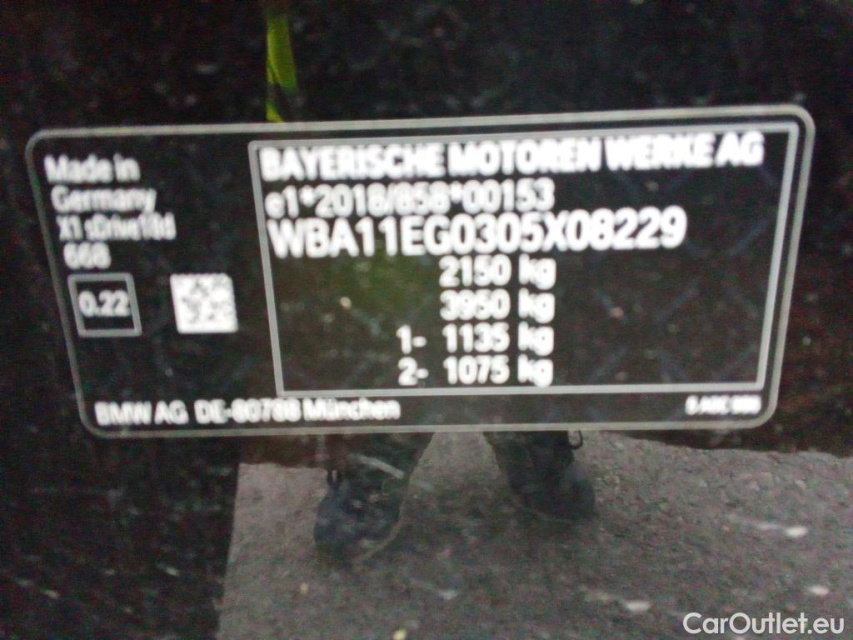 Made in
Germany
X1 sDrive18d
668
0.22
BAYERISCHE MOTOREN WERKE AG
e1*2018/858*00153
WBA11EG0305X08229
2150 kg
3950 kg
1- 1135 kg
2- 1075 kg
BMW AG DE-80788 München
CarOutlet.eu